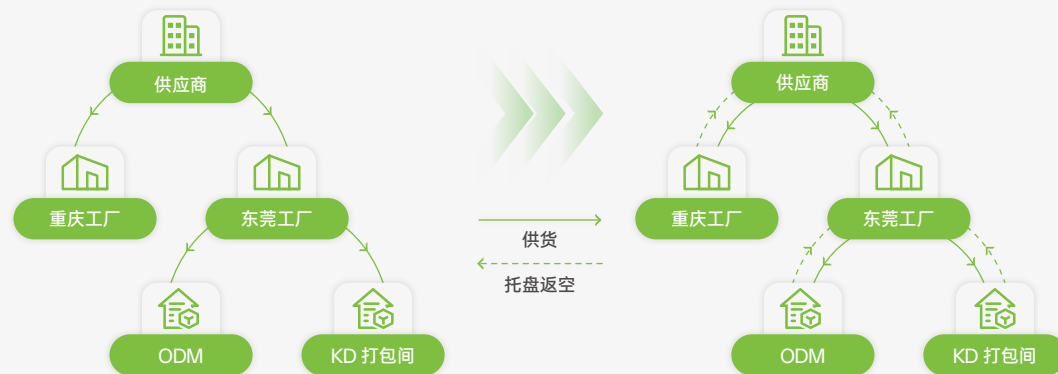 供应商
供应商
重庆工厂
东莞工厂
供货
托盘返空
重庆工厂
东莞工厂
ODM
KD 打包间
ODM
KD 打包间